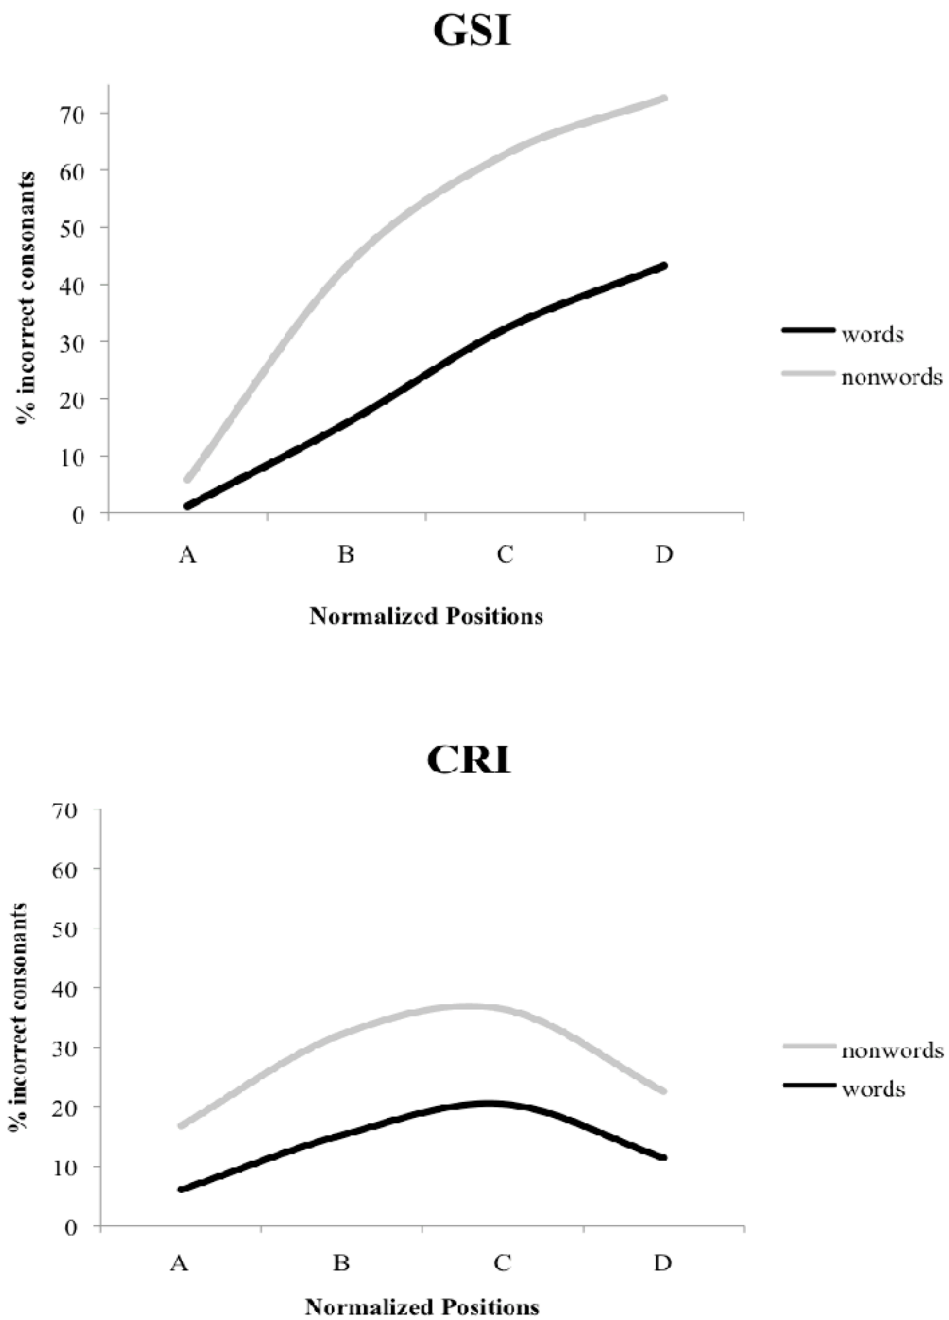 GSI
70
60
50
40
30
20
10
0
% incorrect consonants
A B C D
Normalized Positions
words
nonwords
CRI
70
60
50
40
30
20
10
0
% incorrect consonants
A B C D
Normalized Positions
nonwords
words